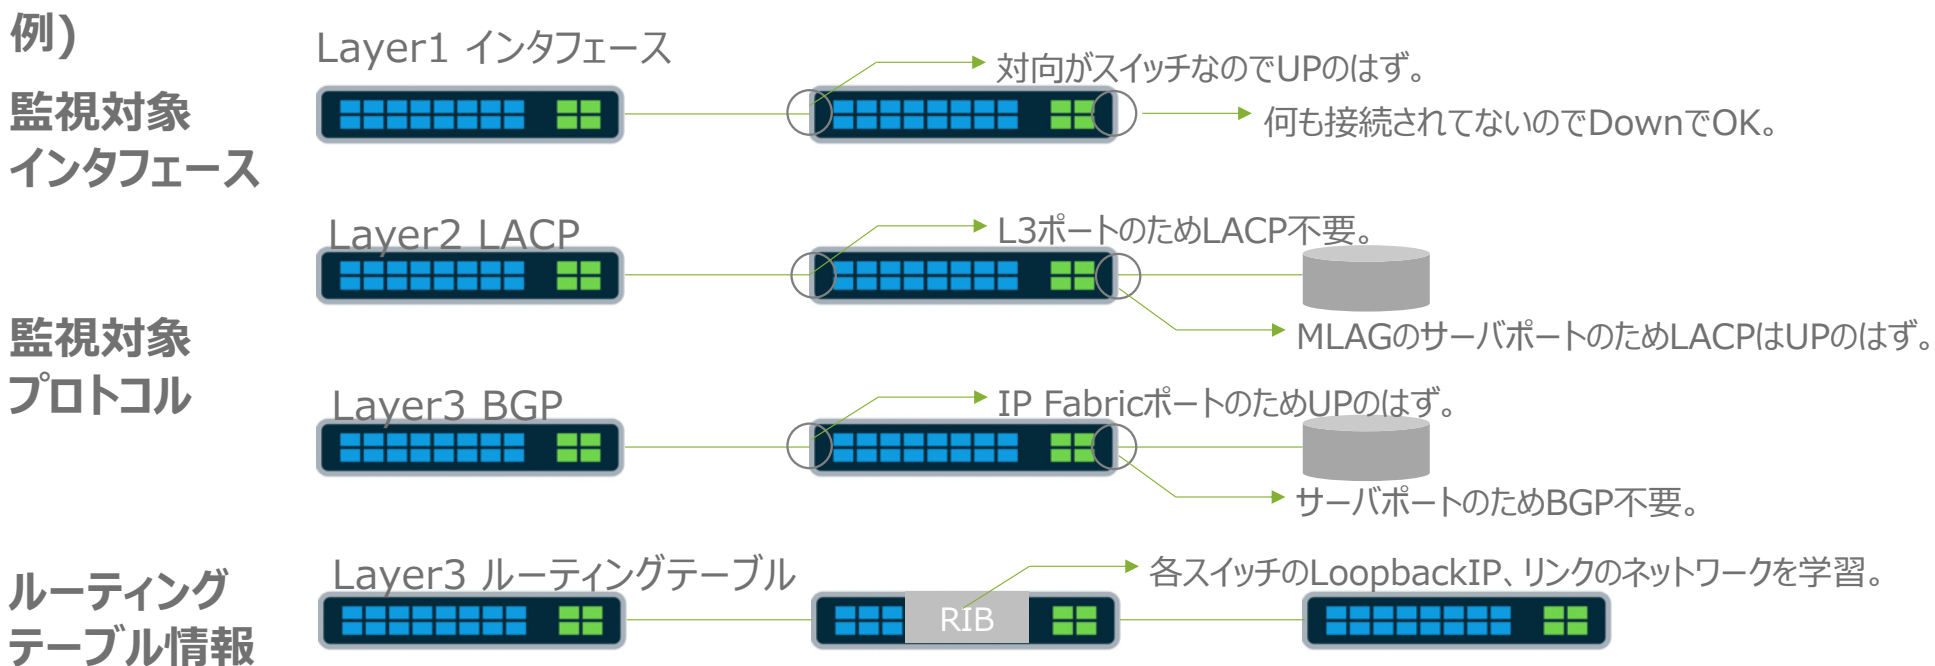 例)
監視対象
インタフェース
Layer1 インタフェース
対向がスイッチなのでUPのはず。
何も接続されてないのでDownでOK。
監視対象
プロトコル
Layer2 LACP
L3ポートのためLACP不要。
MLAGのサーバポートのためLACPはUPのはず。
Layer3 BGP
IP FabricポートのためUPのはず。
サーバポートのためBGP不要。
ルーティング
テーブル情報
Layer3 ルーティングテーブル
RIB
各スイッチのLoopbackIP、リンクのネットワークを学習。